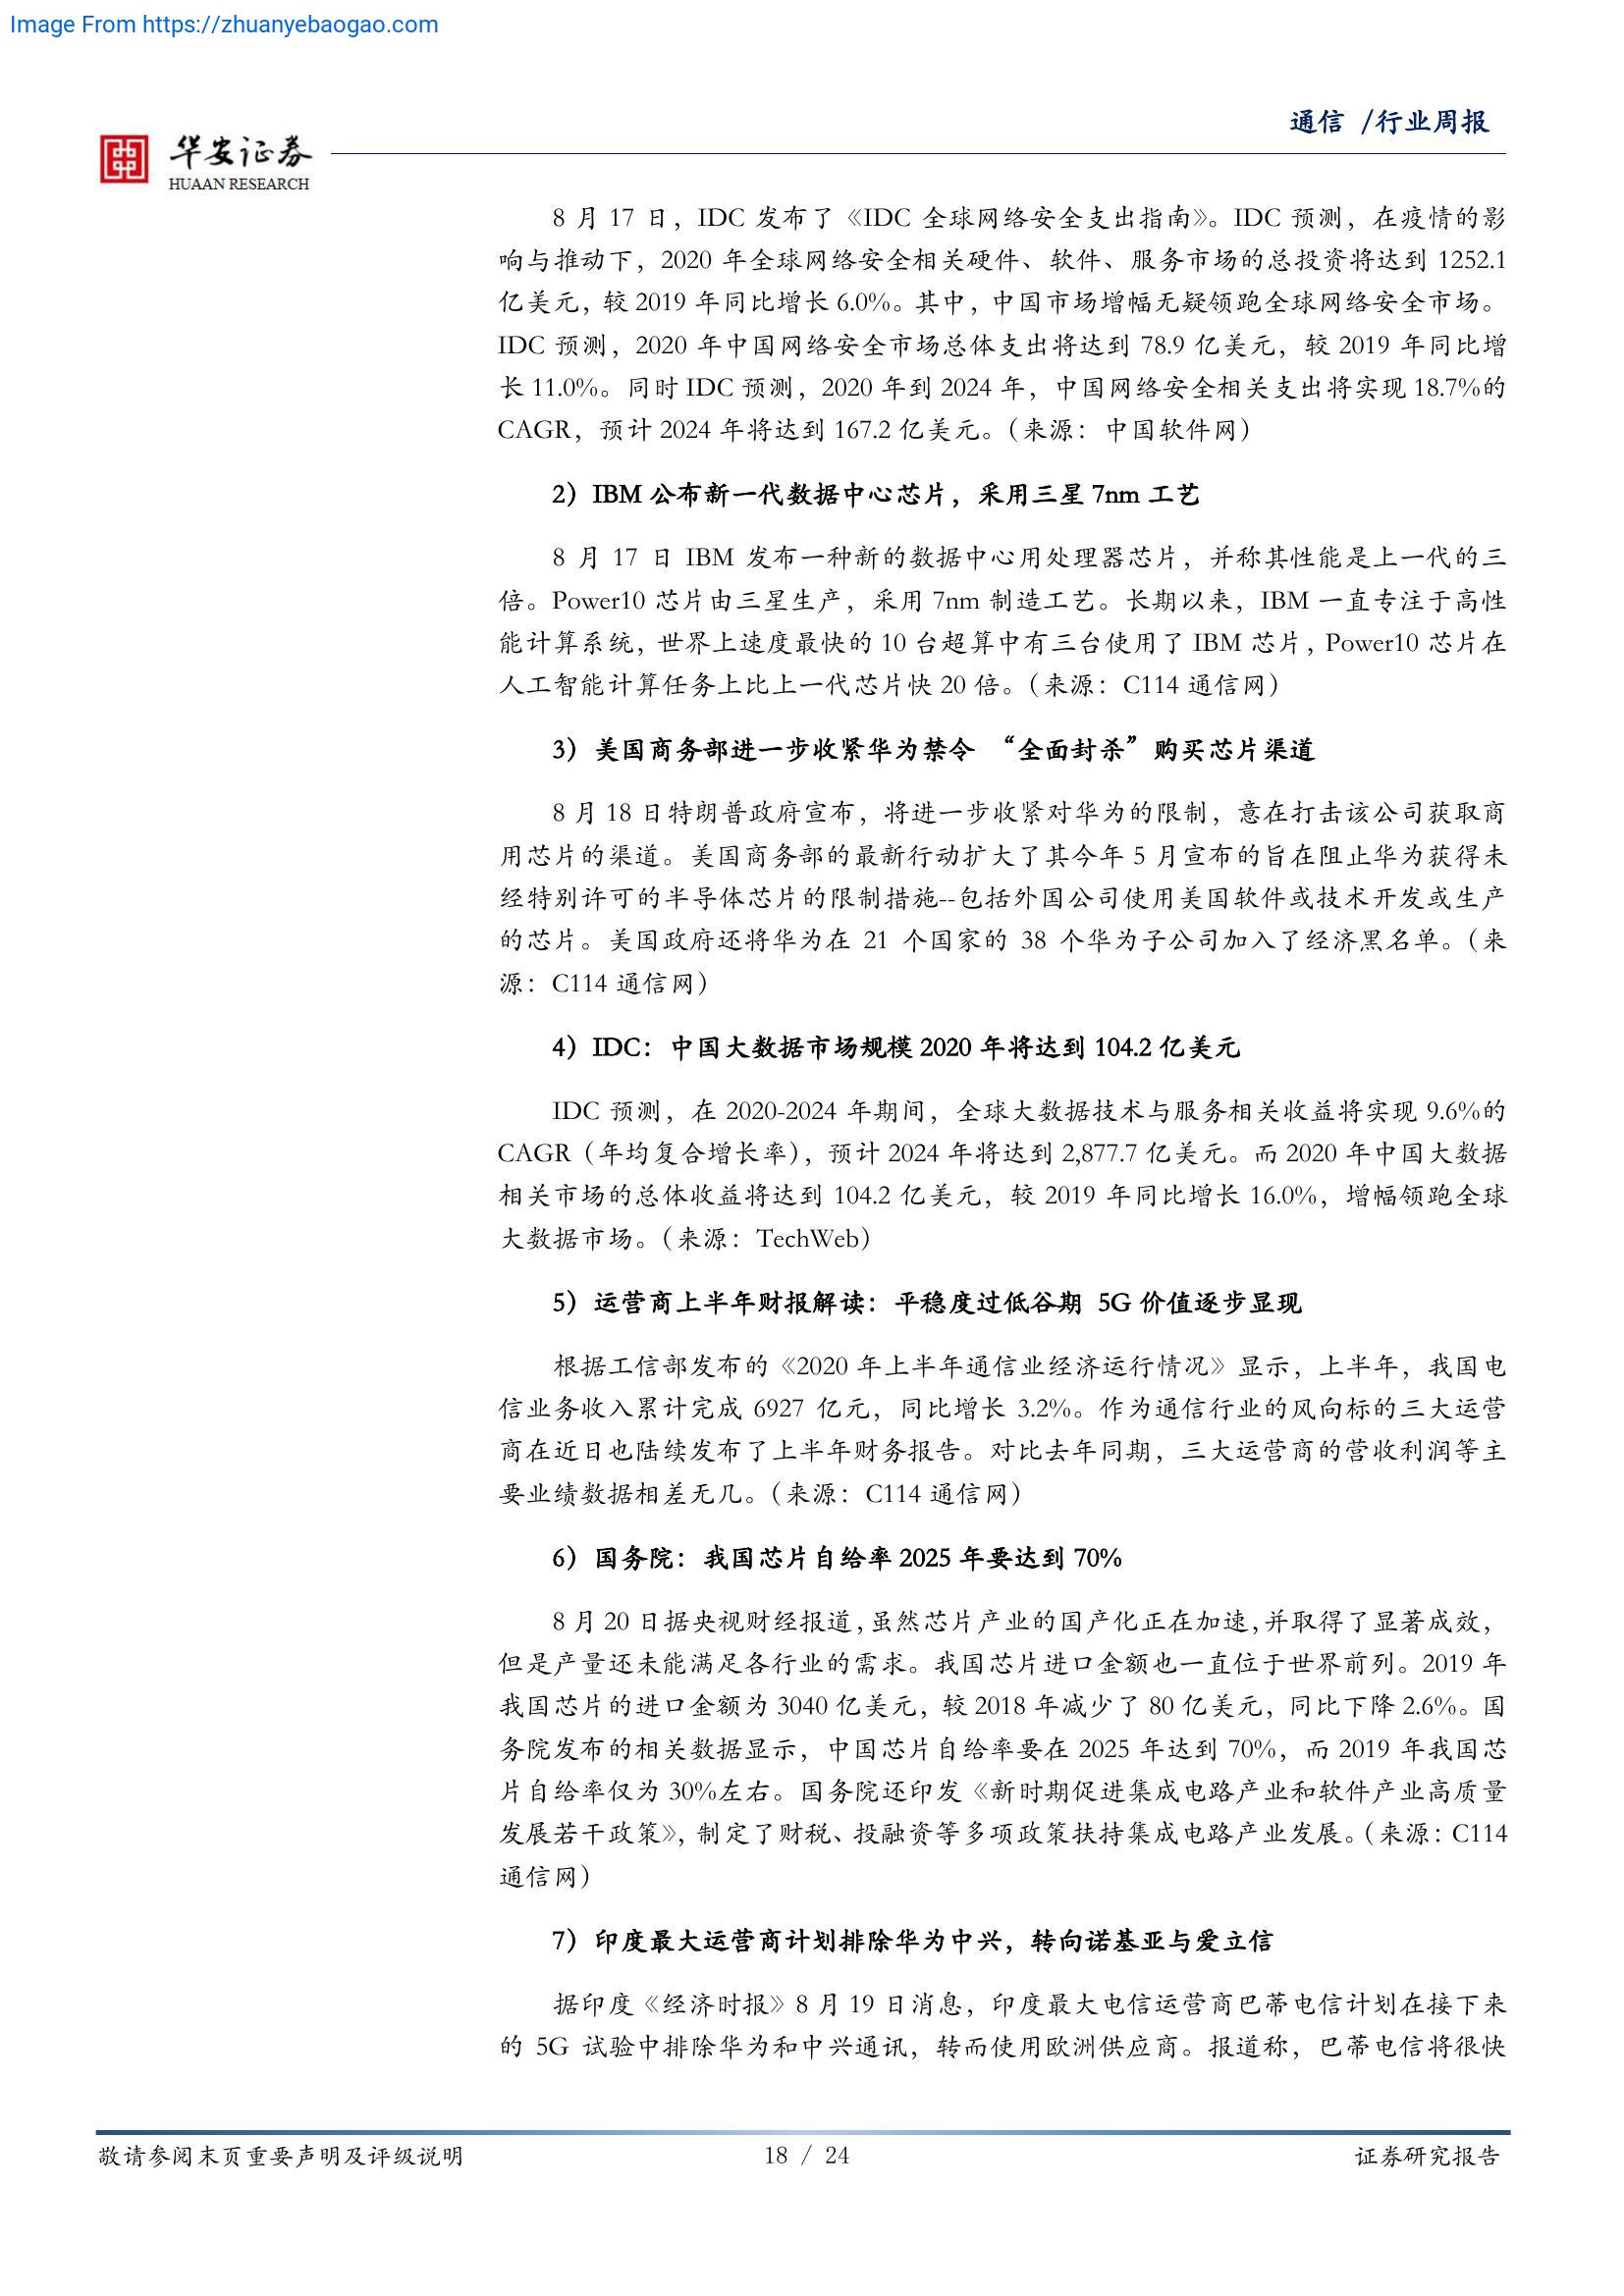 Image From https://zhuanyebaogao.com
通信 /行业周报
华安证券
HUAAN RESEARCH
8 月 17 日，IDC 发布了《IDC 全球网络安全支出指南》。IDC 预测，在疫情的影
响与推动下，2020 年全球网络安全相关硬件、软件、服务市场的总投资将达到 1252.1
亿美元，较 2019 年同比增长 6.0%。其中，中国市场增幅无疑领跑全球网络安全市场。
IDC 预测，2020 年中国网络安全市场总体支出将达到 78.9 亿美元，较 2019 年同比增
长 11.0%。同时 IDC 预测，2020 年到 2024 年，中国网络安全相关支出将实现 18.7%的
CAGR，预计 2024 年将达到 167.2 亿美元。（来源：中国软件网）
2）IBM 公布新一代数据中心芯片，采用三星 7nm 工艺
8 月 17 日 IBM 发布一种新的数据中心用处理器芯片，并称其性能是上一代的三
倍。Power10 芯片由三星生产，采用 7nm 制造工艺。长期以来，IBM 一直专注于高性
能计算系统，世界上速度最快的 10 台超算中有三台使用了 IBM 芯片，Power10 芯片在
人工智能计算任务上比上一代芯片快 20 倍。（来源：C114 通信网）
3）美国商务部进一步收紧华为禁令 “全面封杀”购买芯片渠道
8 月 18 日特朗普政府宣布，将进一步收紧对华为的限制，意在打击该公司获取商
用芯片的渠道。美国商务部的最新行动扩大了其今年 5 月宣布的旨在阻止华为获得未
经特别许可的半导体芯片的限制措施--包括外国公司使用美国软件或技术开发或生产
的芯片。美国政府还将华为在 21 个国家的 38 个华为子公司加入了经济黑名单。（来
源：C114 通信网）
4）IDC：中国大数据市场规模 2020 年将达到 104.2 亿美元
IDC 预测，在 2020-2024 年期间，全球大数据技术与服务相关收益将实现 9.6%的
CAGR（年均复合增长率），预计 2024 年将达到 2,877.7 亿美元。而 2020 年中国大数据
相关市场的总体收益将达到 104.2 亿美元，较 2019 年同比增长 16.0%，增幅领跑全球
大数据市场。（来源：TechWeb）
5）运营商上半年财报解读：平稳度过低谷期 5G 价值逐步显现
根据工信部发布的《2020 年上半年通信业经济运行情况》显示，上半年，我国电
信业务收入累计完成 6927 亿元，同比增长 3.2%。作为通信行业的风向标的三大运营
商在近日也陆续发布了上半年财务报告。对比去年同期，三大运营商的营收利润等主
要业绩数据相差无几。（来源：C114 通信网）
6）国务院：我国芯片自给率 2025 年要达到 70%
8 月 20 日据央视财经报道，虽然芯片产业的国产化正在加速，并取得了显著成效，
但是产量还未能满足各行业的需求。我国芯片进口金额也一直位于世界前列。2019 年
我国芯片的进口金额为 3040 亿美元，较 2018 年减少了 80 亿美元，同比下降 2.6%。国
务院发布的相关数据显示，中国芯片自给率要在 2025 年达到 70%，而 2019 年我国芯
片自给率仅为 30%左右。国务院还印发《新时期促进集成电路产业和软件产业高质量
发展若干政策》，制定了财税、投融资等多项政策扶持集成电路产业发展。（来源：C114
通信网）
7）印度最大运营商计划排除华为中兴，转向诺基亚与爱立信
据印度《经济时报》8 月 19 日消息，印度最大电信运营商巴蒂电信计划在接下来
的 5G 试验中排除华为和中兴通讯，转而使用欧洲供应商。报道称，巴蒂电信将很快
敬请参阅末页重要声明及评级说明
18 / 24
证券研究报告